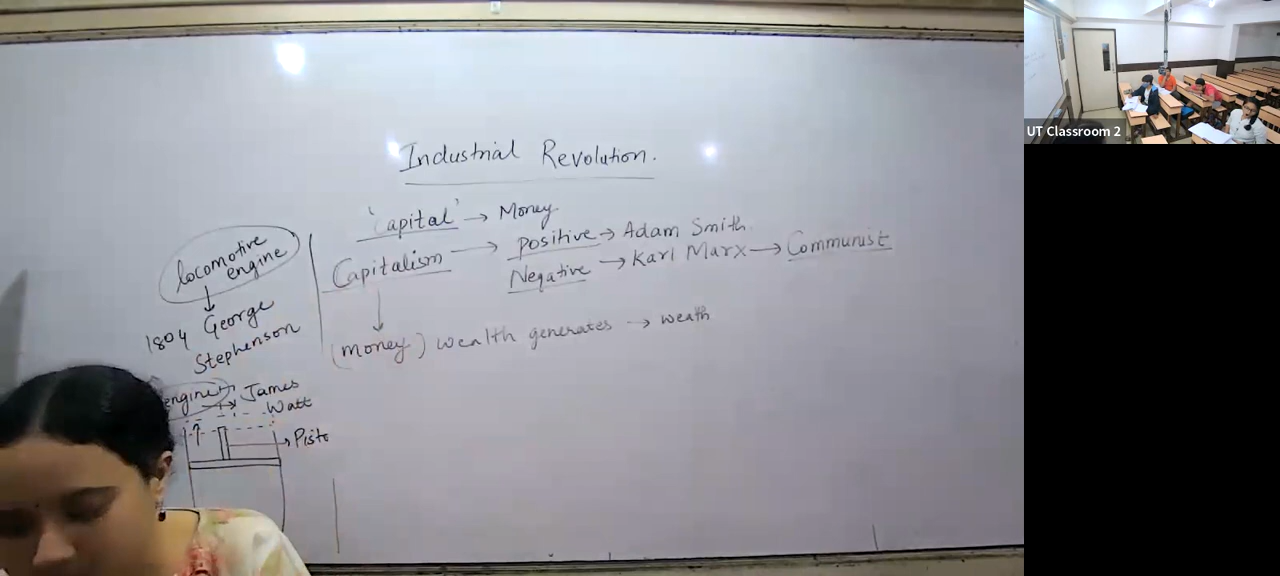 Industrial Revolution.
'Capital' → Money
Capitalism → Positive → Adam Smith.
Negative → Karl Marx → Communist
(money) wealth generates → weath
locomotive
engine
1804 George
Stephenson
engine → James
Watt
→ Pisto
UT Classroom 2